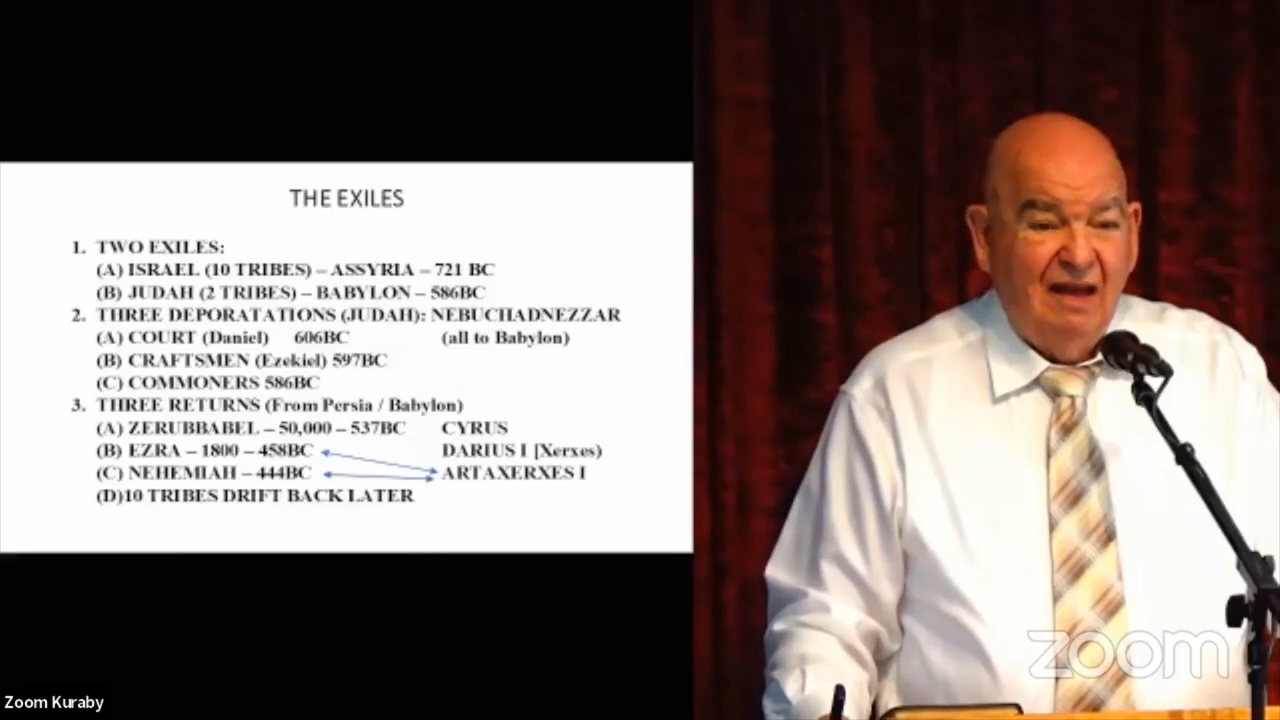 THE EXILES
1. TWO EXILES:
(A) ISRAEL (10 TRIBES) – ASSYRIA – 721 BC
(B) JUDAH (2 TRIBES) – BABYLON – 586BC
2. THREE DEPORATATIONS (JUDAH): NEBUCHADNEZZAR
(A) COURT (Daniel) 606BC (all to Babylon)
(B) CRAFTSMEN (Ezekiel) 597BC
(C) COMMONERS 586BC
3. THREE RETURNS (From Persia / Babylon)
(A) ZERUBBABEL – 50,000 – 537BC CYRUS
(B) EZRA – 1800 – 458BC DARIUS I [Xerxes)
(C) NEHEMIAH – 444BC ARTAXERXES I
(D)10 TRIBES DRIFT BACK LATER
zoom
Zoom Kuraby